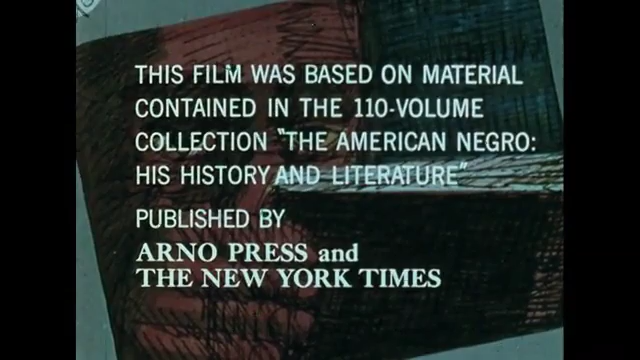 THIS FILM WAS BASED ON MATERIAL
CONTAINED IN THE 110-VOLUME
COLLECTION "THE AMERICAN NEGRO:
HIS HISTORY AND LITERATURE"
PUBLISHED BY
ARNO PRESS and
THE NEW YORK TIMES